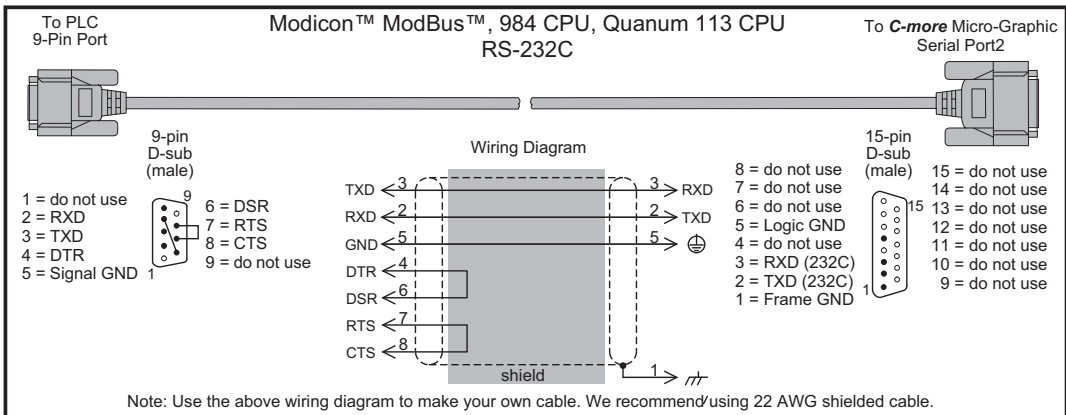 To PLC
9-Pin Port
Modicon™ ModBus™, 984 CPU, Quanum 113 CPU
RS-232C
To C-more Micro-Graphic
Serial Port2
9-pin
D-sub
(male)
1 = do not use
2 = RXD
3 = TXD
4 = DTR
5 = Signal GND
9
1
6 = DSR
7 = RTS
8 = CTS
9 = do not use
Wiring Diagram
TXD 3 3 RXD
RXD 2 2 TXD
GND 5 5
DTR 4
DSR 6
RTS 7
CTS 8
shield
1
15-pin
D-sub
(male)
8 = do not use
7 = do not use
6 = do not use
5 = Logic GND
4 = do not use
3 = RXD (232C)
2 = TXD (232C)
1 = Frame GND
15
1
15 = do not use
14 = do not use
13 = do not use
12 = do not use
11 = do not use
10 = do not use
9 = do not use
Note: Use the above wiring diagram to make your own cable. We recommend using 22 AWG shielded cable.